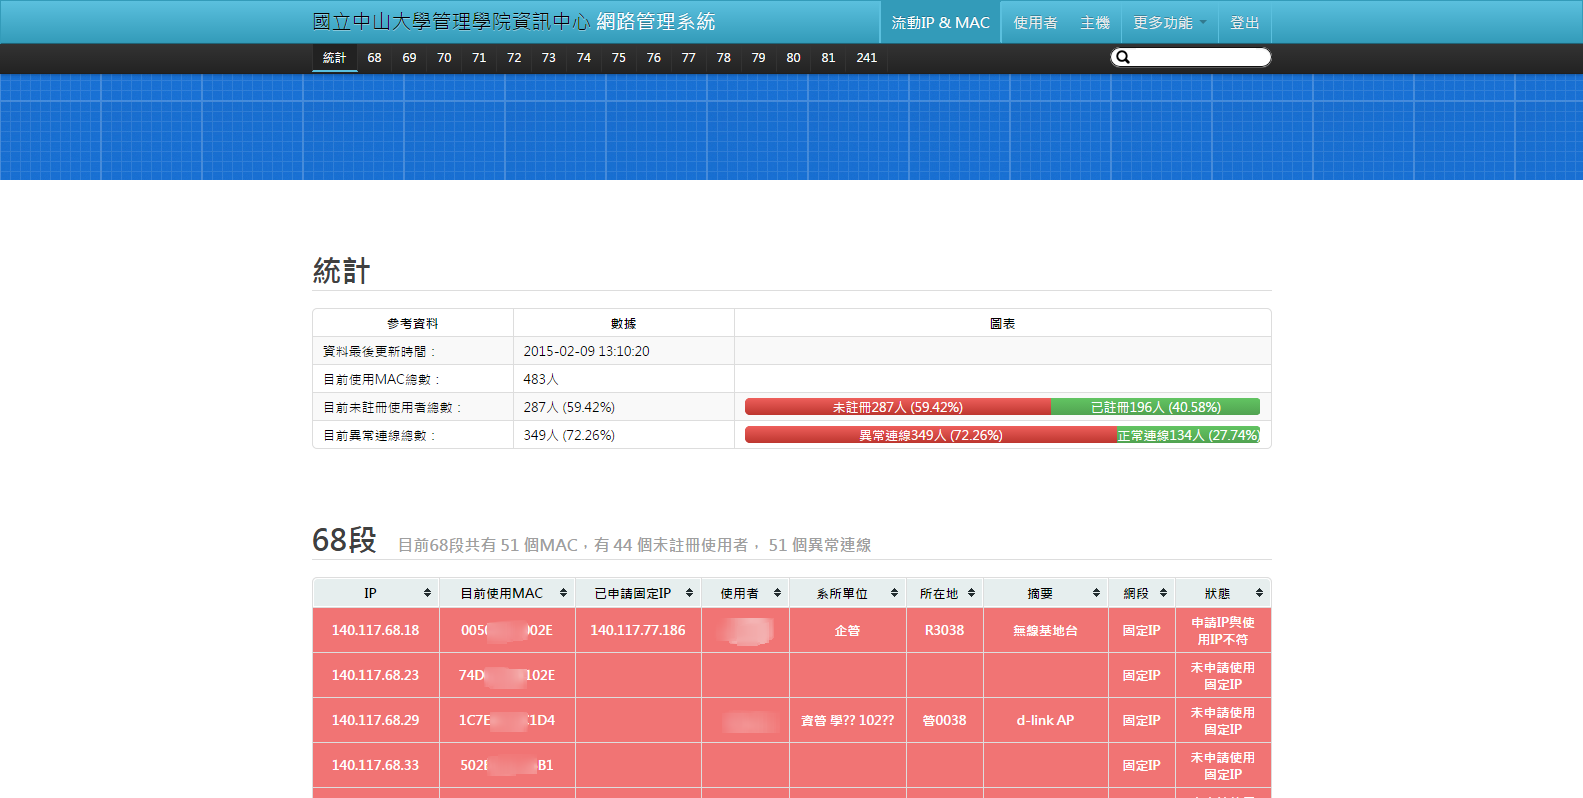 國立中山大學管理學院資訊中心 網路管理系統
流動IP & MAC 使用者 主機 更多功能 登出
統計 68 69 70 71 72 73 74 75 76 77 78 79 80 81 241
統計
參考資料 數據 圖表
資料最後更新時間： 2015-02-09 13:10:20
目前使用MAC總數： 483人
目前未註冊使用者總數： 287人 (59.42%) 未註冊287人 (59.42%) 已註冊196人 (40.58%)
目前異常連線總數： 349人 (72.26%) 異常連線349人 (72.26%) 正常連線134人 (27.74%)
68段 目前68段共有 51 個MAC，有 44 個未註冊使用者， 51 個異常連線
IP 目前使用MAC 已申請固定IP 使用者 系所單位 所在地 摘要 網段 狀態
140.117.68.18 005 02E 140.117.77.186 企管 R3038 無線基地台 固定IP 申請IP與使
用IP不符
140.117.68.23 74D 102E 固定IP 未申請使用
固定IP
140.117.68.29 1C7E 1D4 資管 學?? 102?? 管0038 d-link AP 固定IP 未申請使用
固定IP
140.117.68.33 502 B1 固定IP 未申請使用
固定IP